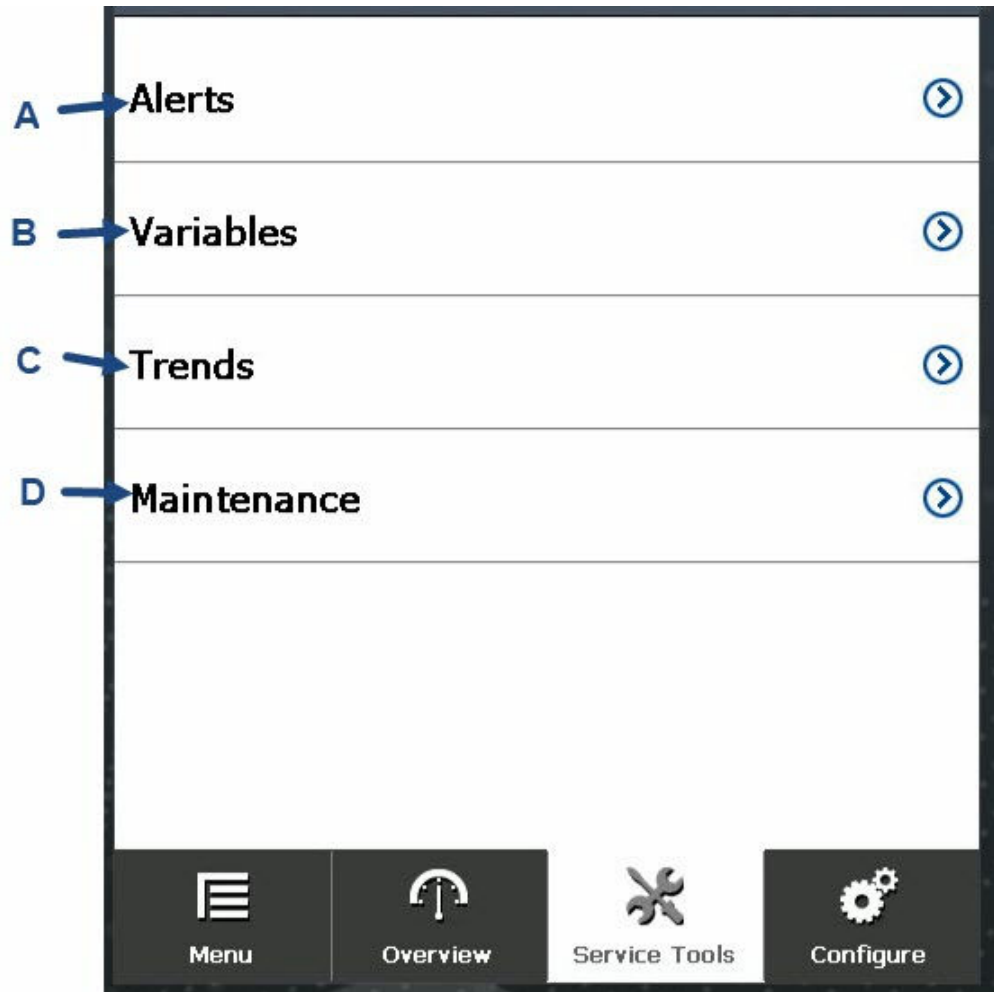 A Alerts
B Variables
C Trends
D Maintenance
Menu Overview Service Tools Configure